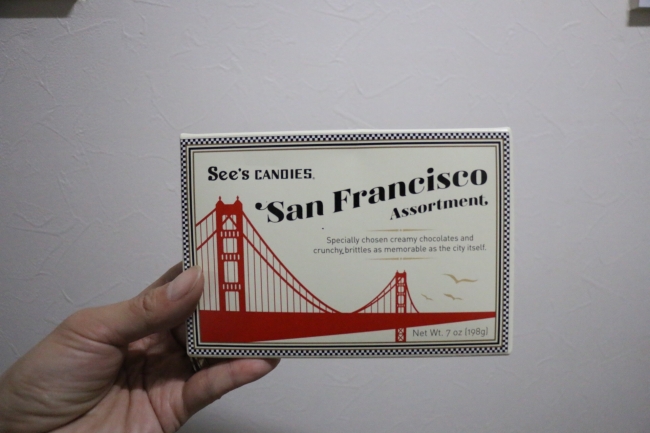 See's CANDIES®
San Francisco
Assortment
Specially chosen creamy chocolates and
crunchy brittles as memorable as the city itself.
Net Wt. 7 oz (198g)